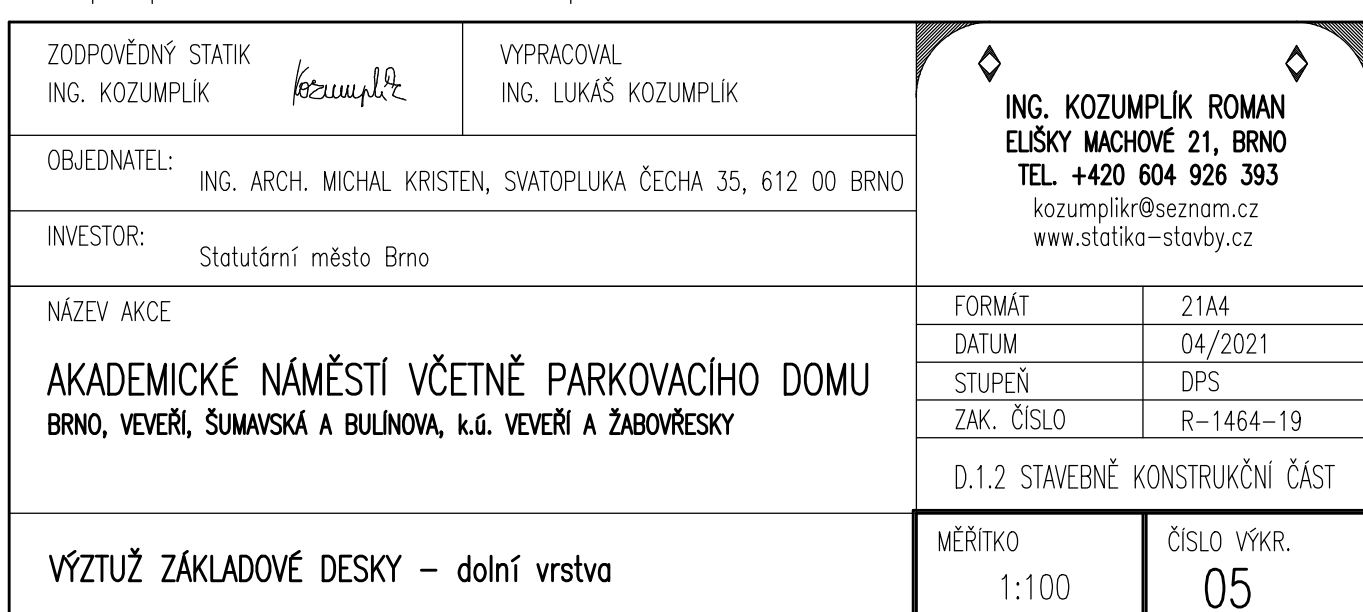 ZODPOVĚDNÝ STATIK
ING. KOZUMPLÍK
Kozumplík
VYPRACOVAL
ING. LUKÁŠ KOZUMPLÍK
ING. KOZUMPLÍK ROMAN
ELIŠKY MACHOVÉ 21, BRNO
TEL. +420 604 926 393
kozumplikr@seznam.cz
www.statika-stavby.cz
OBJEDNATEL:
ING. ARCH. MICHAL KRISTEN, SVATOPLUKA ČECHA 35, 612 00 BRNO
INVESTOR:
Statutární město Brno
NÁZEV AKCE
AKADEMICKÉ NÁMĚSTÍ VČETNĚ PARKOVACÍHO DOMU
BRNO, VEVEŘÍ, ŠUMAVSKÁ A BULÍNOVA, k.ú. VEVEŘÍ A ŽABOVŘESKY
FORMÁT 21A4
DATUM 04/2021
STUPEŇ DPS
ZAK. ČÍSLO R-1464-19
D.1.2 STAVEBNĚ KONSTRUKČNÍ ČÁST
VÝZTUŽ ZÁKLADOVÉ DESKY – dolní vrstva
MĚŘÍTKO
1:100
ČÍSLO VÝKR.
05